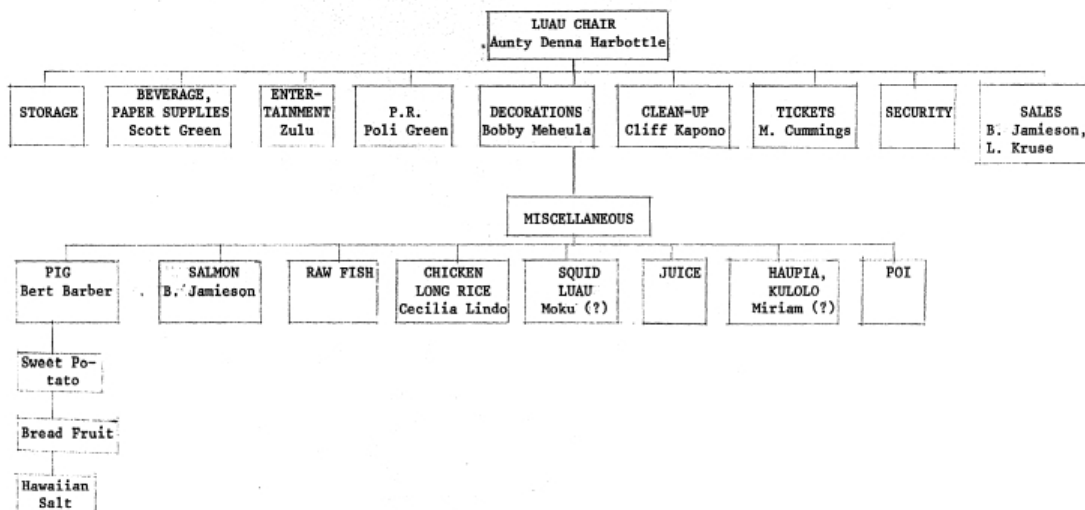 LUAU CHAIR
Aunty Denna Harbottle
STORAGE
BEVERAGE,
PAPER SUPPLIES
Scott Green
ENTER-
TAINMENT
Zulu
P.R.
Poli Green
DECORATIONS
Bobby Meheula
CLEAN-UP
Cliff Kapono
TICKETS
M. Cummings
SECURITY
SALES
B. Jamieson,
L. Kruse
MISCELLANEOUS
PIG
Bert Barber
SALMON
B. Jamieson
RAW FISH
CHICKEN
LONG RICE
Cecilia Lindo
SQUID
LUAU
Moku (?)
JUICE
HAUPIA,
KULOLO
Miriam (?)
POI
Sweet Po-
tato
Bread Fruit
Hawaiian
Salt